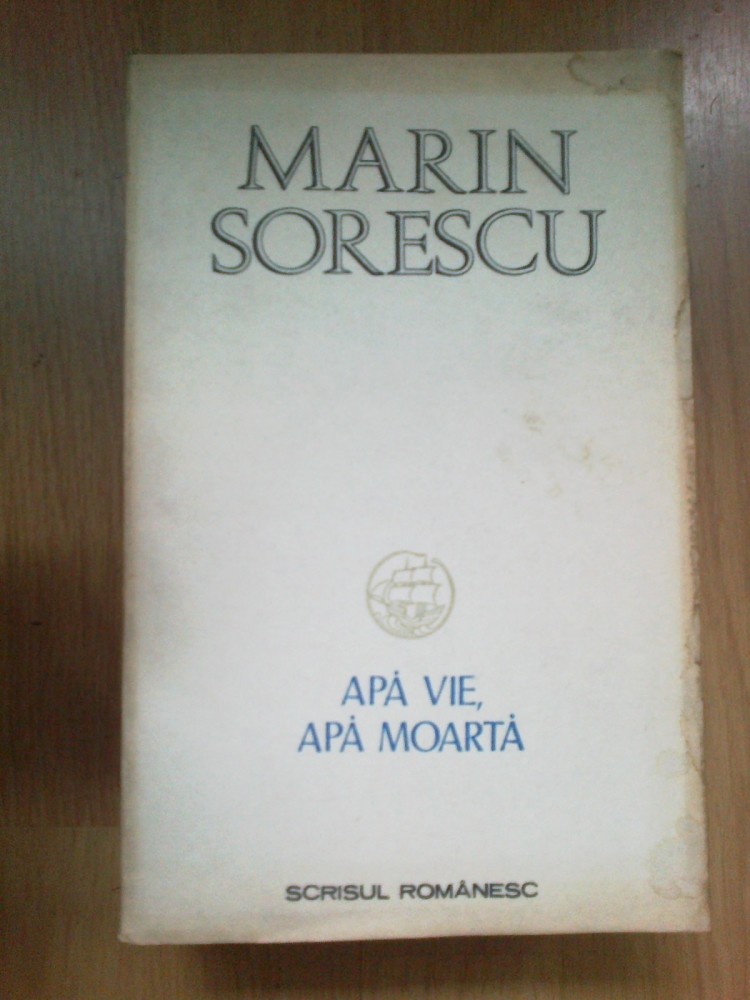 MARIN
SORESCU
APĂ VIE,
APĂ MOARTĂ
SCRISUL ROMÂNESC